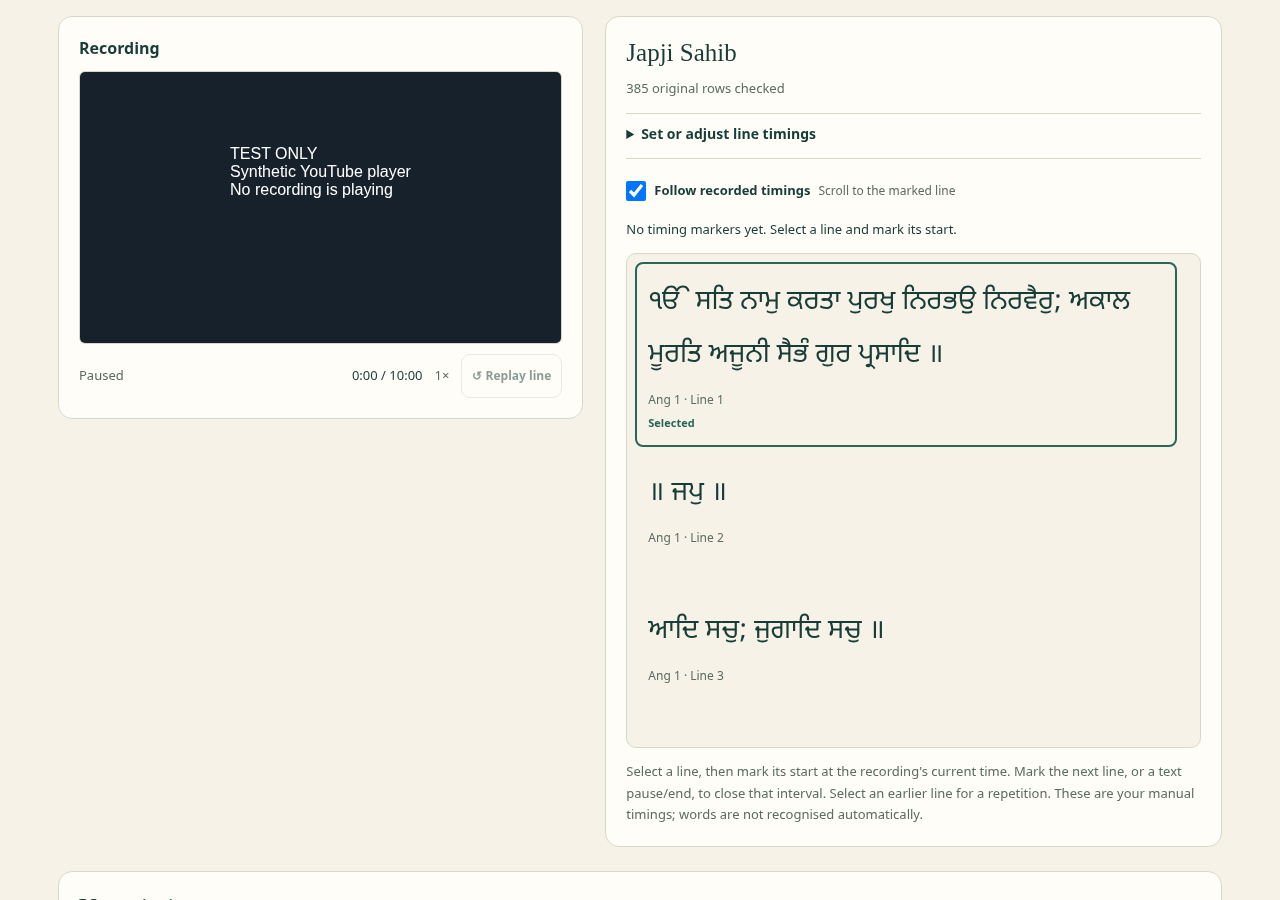 Recording
TEST ONLY
Synthetic YouTube player
No recording is playing
Paused
0:00 / 10:00
1×
↺ Replay line
Japji Sahib
385 original rows checked
▶ Set or adjust line timings
Follow recorded timings Scroll to the marked line
No timing markers yet. Select a line and mark its start.
ੴ ਸਤਿ ਨਾਮੁ ਕਰਤਾ ਪੁਰਖੁ ਨਿਰਭਉ ਨਿਰਵੈਰੁ; ਅਕਾਲ
ਮੂਰਤਿ ਅਜੂਨੀ ਸੈਭੰ ਗੁਰ ਪ੍ਰਸਾਦਿ ॥
Ang 1 · Line 1
Selected
॥ ਜਪੁ ॥
Ang 1 · Line 2
ਆਦਿ ਸਚੁ; ਜੁਗਾਦਿ ਸਚੁ ॥
Ang 1 · Line 3
Select a line, then mark its start at the recording's current time. Mark the next line, or a text
pause/end, to close that interval. Select an earlier line for a repetition. These are your manual
timings; words are not recognised automatically.